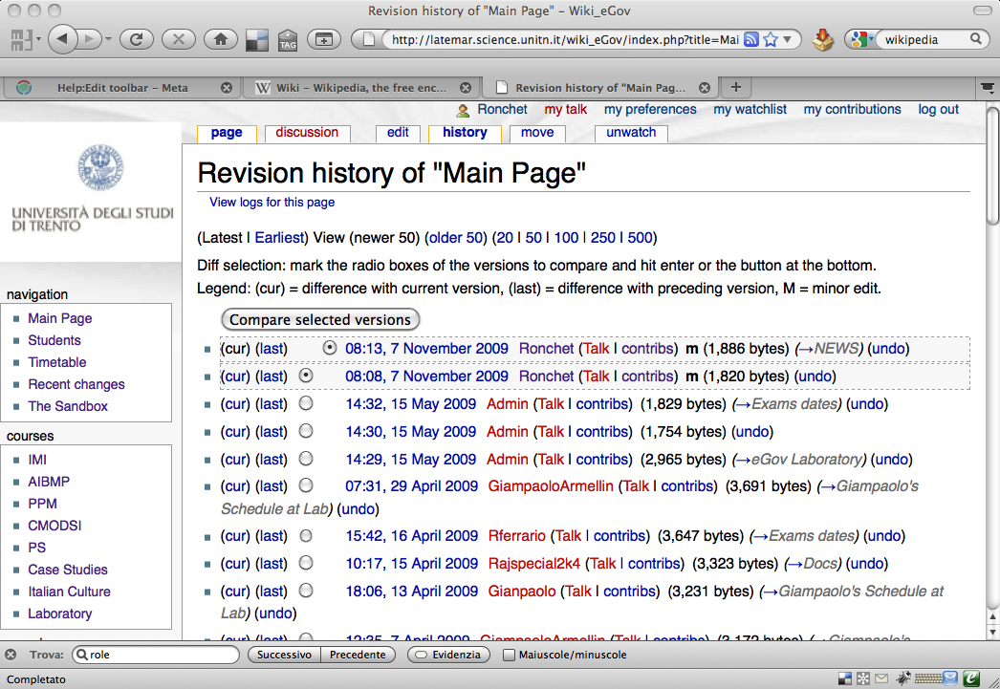 Revision history of "Main Page" – Wiki_eGov
TAG
http://latemar.science.unitn.it/wiki_eGov/index.php?title=Mai
wikipedia
Help:Edit toolbar – Meta
W Wiki – Wikipedia, the free enc...
Revision history of "Main Pag...
Ronchet my talk my preferences my watchlist my contributions log out
page discussion edit history move unwatch
UNIVERSITÀ DEGLI STUDI
DI TRENTO
Revision history of "Main Page"
View logs for this page
(Latest | Earliest) View (newer 50) (older 50) (20 | 50 | 100 | 250 | 500)
Diff selection: mark the radio boxes of the versions to compare and hit enter or the button at the bottom.
Legend: (cur) = difference with current version, (last) = difference with preceding version, M = minor edit.
Compare selected versions
(cur) (last) 08:13, 7 November 2009 Ronchet (Talk | contribs) m (1,886 bytes) (→NEWS) (undo)
(cur) (last) 08:08, 7 November 2009 Ronchet (Talk | contribs) m (1,820 bytes) (undo)
(cur) (last) 14:32, 15 May 2009 Admin (Talk | contribs) (1,829 bytes) (→Exams dates) (undo)
(cur) (last) 14:30, 15 May 2009 Admin (Talk | contribs) (1,754 bytes) (undo)
(cur) (last) 14:29, 15 May 2009 Admin (Talk | contribs) (2,965 bytes) (→eGov Laboratory) (undo)
(cur) (last) 07:31, 29 April 2009 GiampaoloArmellin (Talk | contribs) (3,691 bytes) (→Giampaolo's
Schedule at Lab) (undo)
(cur) (last) 15:42, 16 April 2009 Rferrario (Talk | contribs) (3,647 bytes) (→Exams dates) (undo)
(cur) (last) 10:17, 15 April 2009 Rajspecial2k4 (Talk | contribs) (3,323 bytes) (→Docs) (undo)
(cur) (last) 18:06, 13 April 2009 Gianpaolo (Talk | contribs) (3,231 bytes) (→Giampaolo's Schedule at
Lab) (undo)
(cur) (last) 12:35, 7 April 2009 GiampaoloArmellin (Talk | contribs) (3,172 bytes) (→Giampaolo's
navigation
Main Page
Students
Timetable
Recent changes
The Sandbox
courses
IMI
AIBMP
PPM
CMODSI
PS
Case Studies
Italian Culture
Laboratory
Trova: role Successivo Precedente Evidenzia Maiuscole/minuscole
Completato